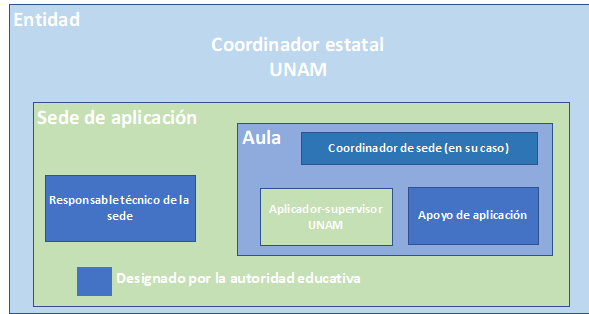 Entidad
Coordinador estatal
UNAM
Sede de aplicación
Aula
Coordinador de sede (en su caso)
Responsable técnico de la
sede
Aplicador-supervisor
UNAM
Apoyo de aplicación
Designado por la autoridad educativa